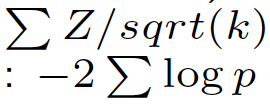 ∑ Z/sqrt(k)
: −2 ∑ log p